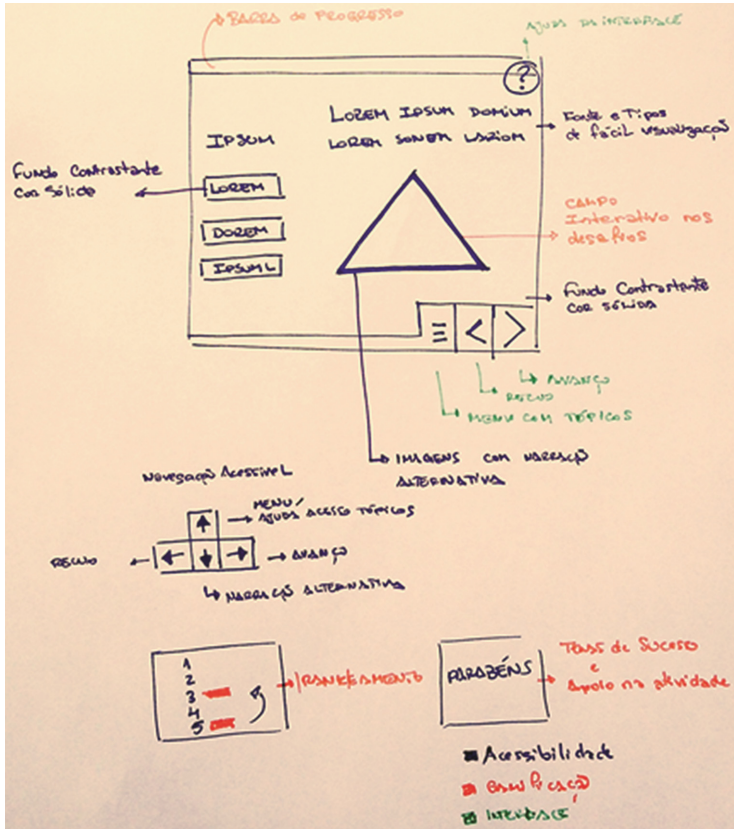 BARRA de PROGRESSO
AJUDA DA INTERFACE
?
LOREM IPSUM DOMIUM
LOREM SONEM LARIOM
Fonte e Tipos
de fácil visualização
IPSUM
Fundo Contrastante
Cor Sólida
LOREM
DOREM
IPSUM L
CAMPO
Interativo nos
desafios
Fundo Contrastante
COR SÓLIDA
AVANÇO
RECUO
MENU COM TÓPICOS
IMAGENS COM NARRAÇÃO
ALTERNATIVA
Navegação Acessível
MENU/
AJUDA ACESSO TÓPICOS
RECUO
AVANÇO
NARRAÇÃO ALTERNATIVA
1
2
3
4
5
RANKEAMENTO
PARABÉNS
Telas de Sucesso
e
Apoio na atividade
Acessibilidade
Gamificação
INTERFACE